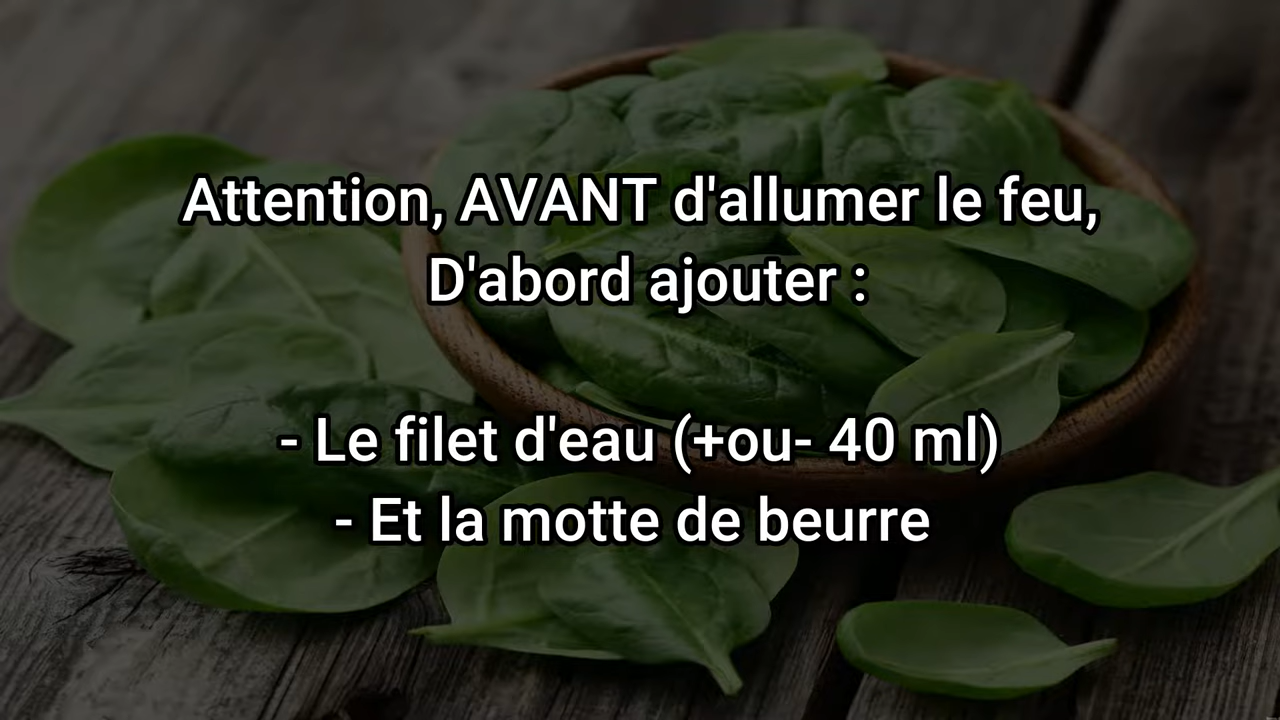 Attention, AVANT d'allumer le feu,
D'abord ajouter :
- Le filet d'eau (+ou- 40 ml)
- Et la motte de beurre